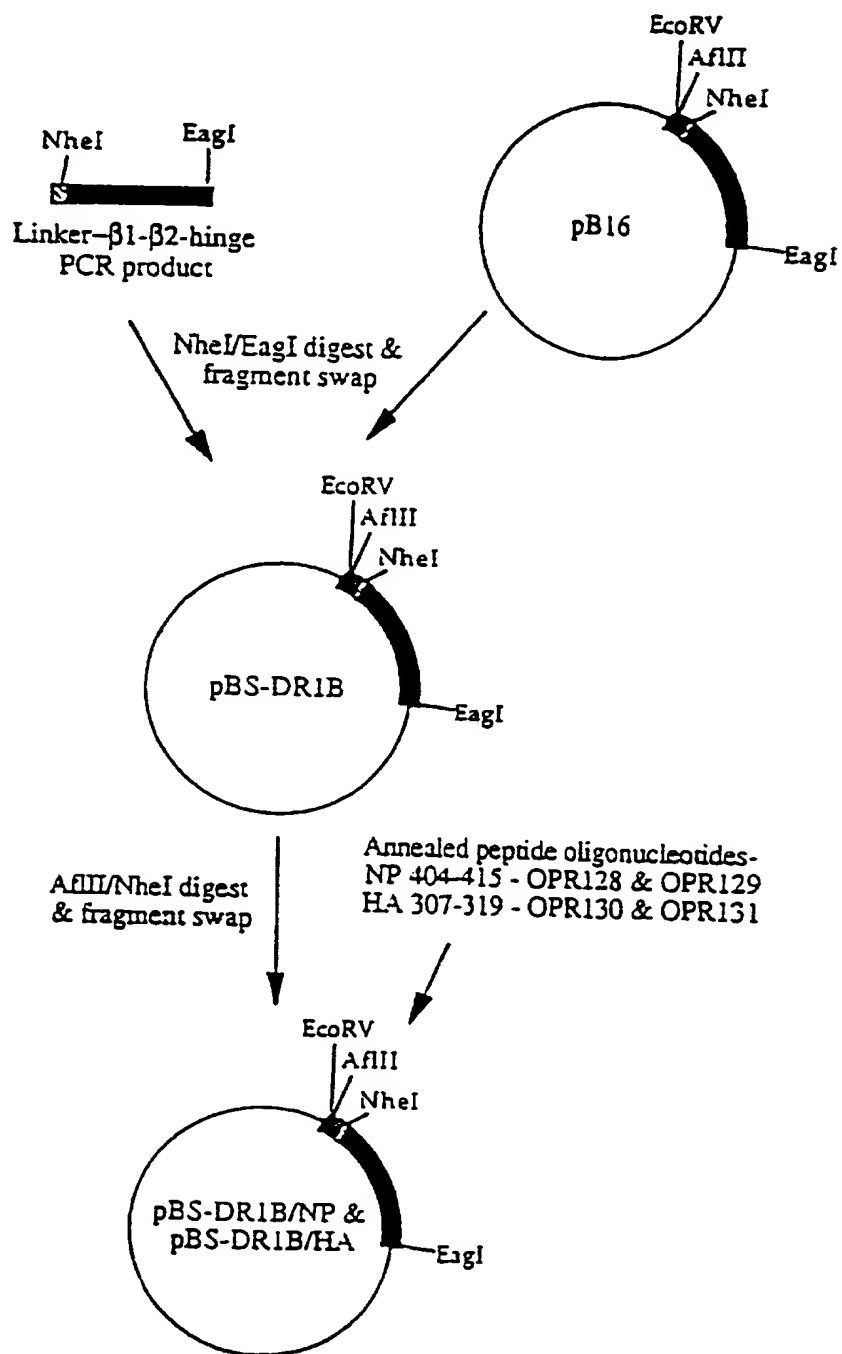 EcoRV
AflII
NheI
NheI
EagI
pB16
Linker–β1-β2-hinge
PCR product
EagI
NheI/EagI digest &
fragment swap
EcoRV
AflII
NheI
pBS-DR1B
EagI
AflII/NheI digest
& fragment swap
Annealed peptide oligonucleotides-
NP 404-415 - OPR128 & OPR129
HA 307-319 - OPR130 & OPR131
EcoRV
AflII
NheI
pBS-DR1B/NP &
pBS-DR1B/HA
EagI